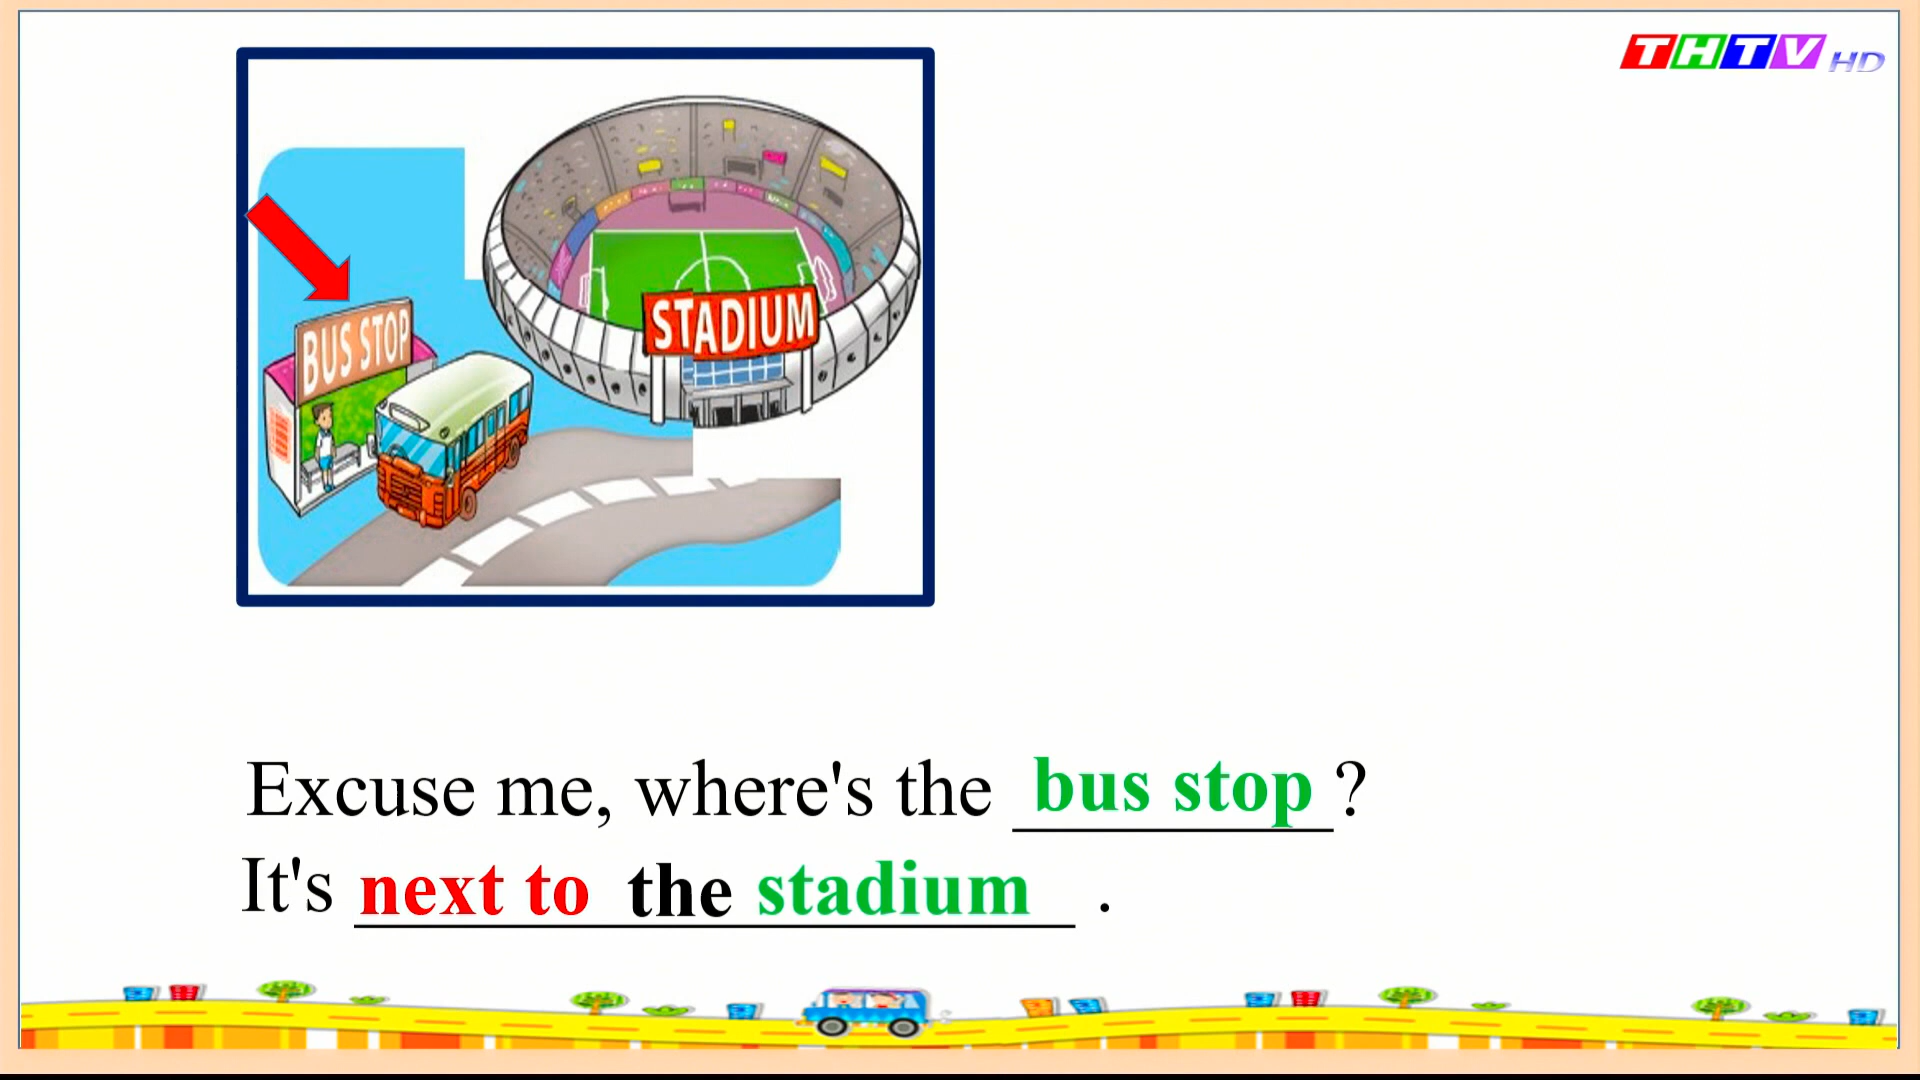 THTV HD
STADIUM
BUS STOP
Excuse me, where's the bus stop?
It's next to the stadium .